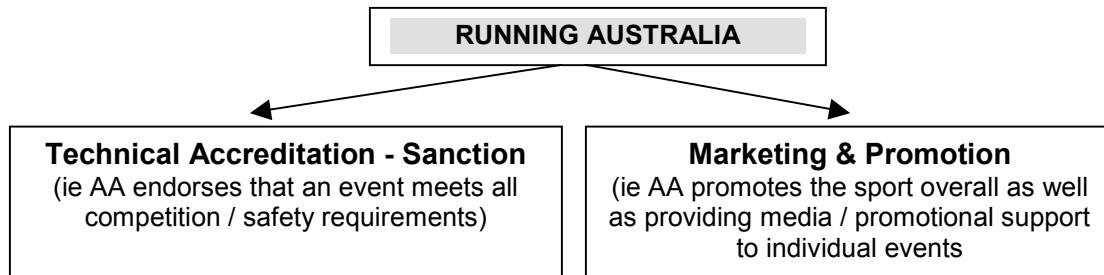 RUNNING AUSTRALIA
Technical Accreditation - Sanction
(ie AA endorses that an event meets all
competition / safety requirements)
Marketing & Promotion
(ie AA promotes the sport overall as well
as providing media / promotional support
to individual events